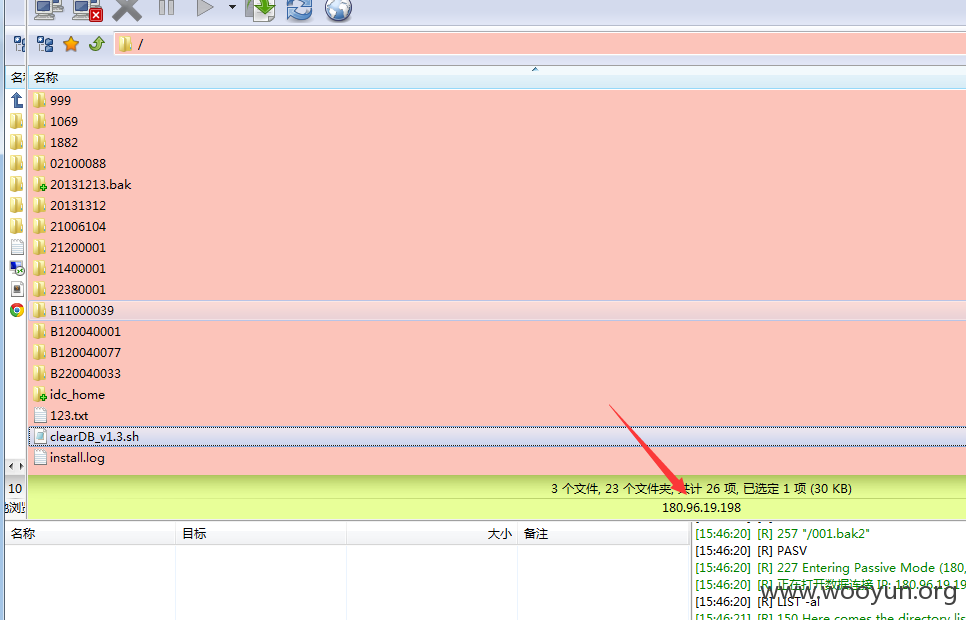 /
名称
999
1069
1882
02100088
20131213.bak
20131312
21006104
21200001
21400001
22380001
B11000039
B120040001
B120040077
B220040033
idc_home
123.txt
clearDB_v1.3.sh
install.log
10
3 个文件, 23 个文件夹, 共计 26 项, 已选定 1 项 (30 KB)
180.96.19.198
名称 目标 大小 备注
[15:46:20] [R] 257 "/001.bak2"
[15:46:20] [R] PASV
[15:46:20] [R] 227 Entering Passive Mode (180,
[15:46:20] [R] 正在打开数据连接 IP: 180.96.19.19
[15:46:20] [R] LIST -al
www.wooyun.org
[15:46:21] [R] 150 Here comes the directory lis